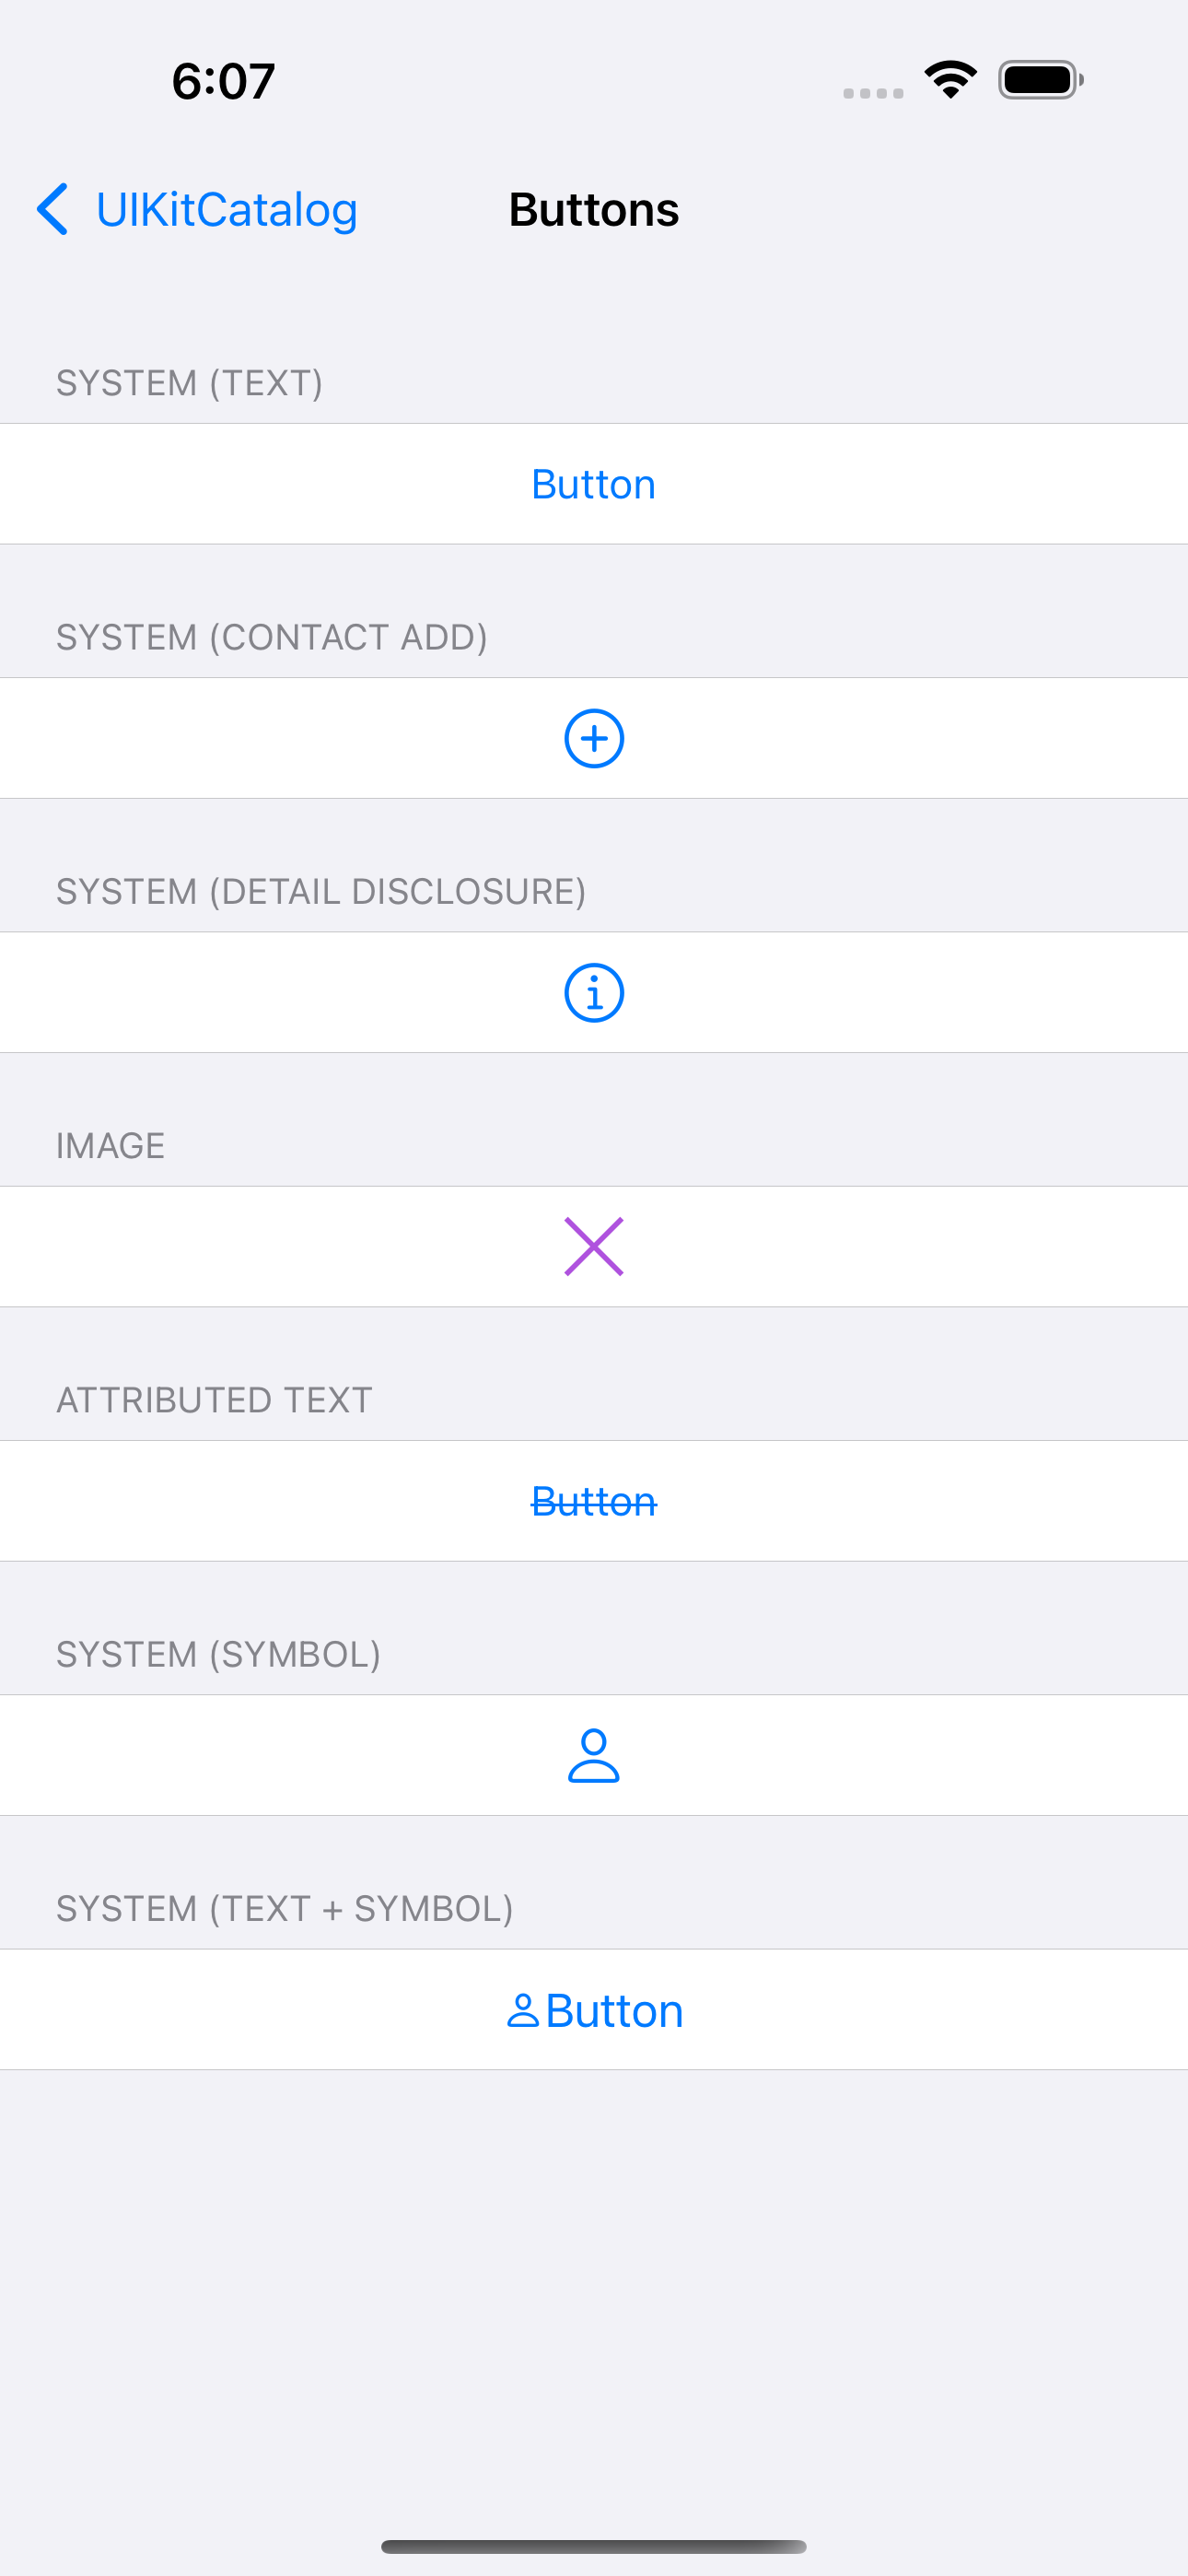 6:07
UIKitCatalog Buttons
SYSTEM (TEXT)
Button
SYSTEM (CONTACT ADD)
SYSTEM (DETAIL DISCLOSURE)
IMAGE
ATTRIBUTED TEXT
Button
SYSTEM (SYMBOL)
SYSTEM (TEXT + SYMBOL)
Button